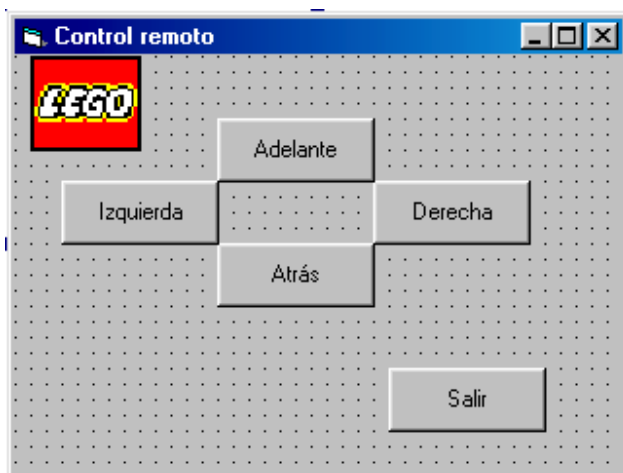 Control remoto
LEGO
Adelante
Izquierda
Derecha
Atrás
Salir